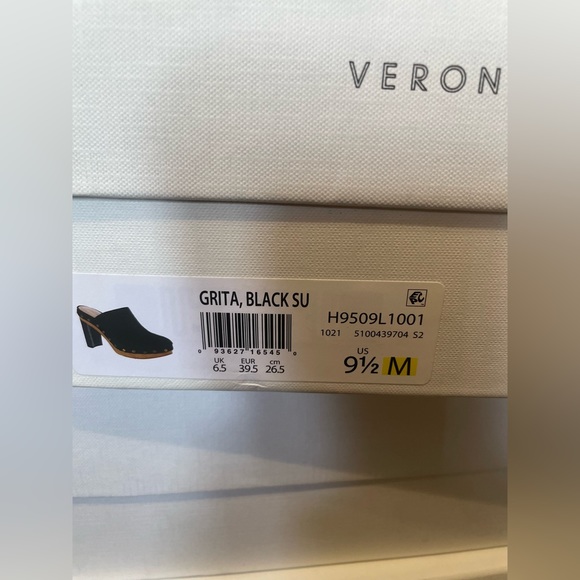 VERON
GRITA, BLACK SU
0 93627 16545 0
UK EUR cm
6.5 39.5 26.5
H9509L1001
1021 5100439704 S2
US
9½ M